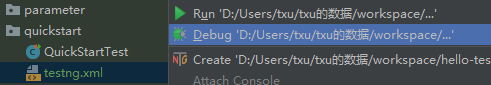 parameter
quickstart
QuickStartTest
testng.xml
Run 'D:/Users/txu/txu的数据/workspace/...'
Debug 'D:/Users/txu/txu的数据/workspace/...'
Create 'D:/Users/txu/txu的数据/workspace/hello-tes
Attach Console